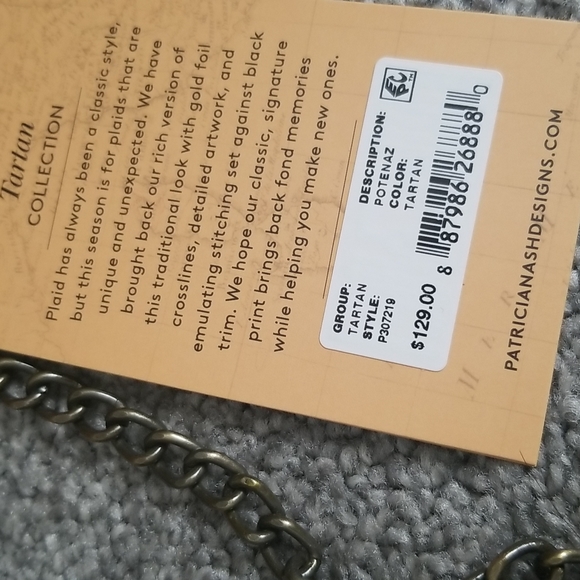 Tartan
COLLECTION
Plaid has always been a classic style,
but this season is for plaids that are
unique and unexpected. We have
brought back our rich version of
this traditional look with gold foil
crosslines, detailed artwork, and
emulating stitching set against black
trim. We hope our classic, signature
print brings back fond memories
while helping you make new ones.
GROUP:
TARTAN
STYLE:
P307219
$129.00
DESCRIPTION:
POTENAZ
COLOR:
TARTAN
8 87986 26888 0
PATRICIANASHDESIGNS.COM